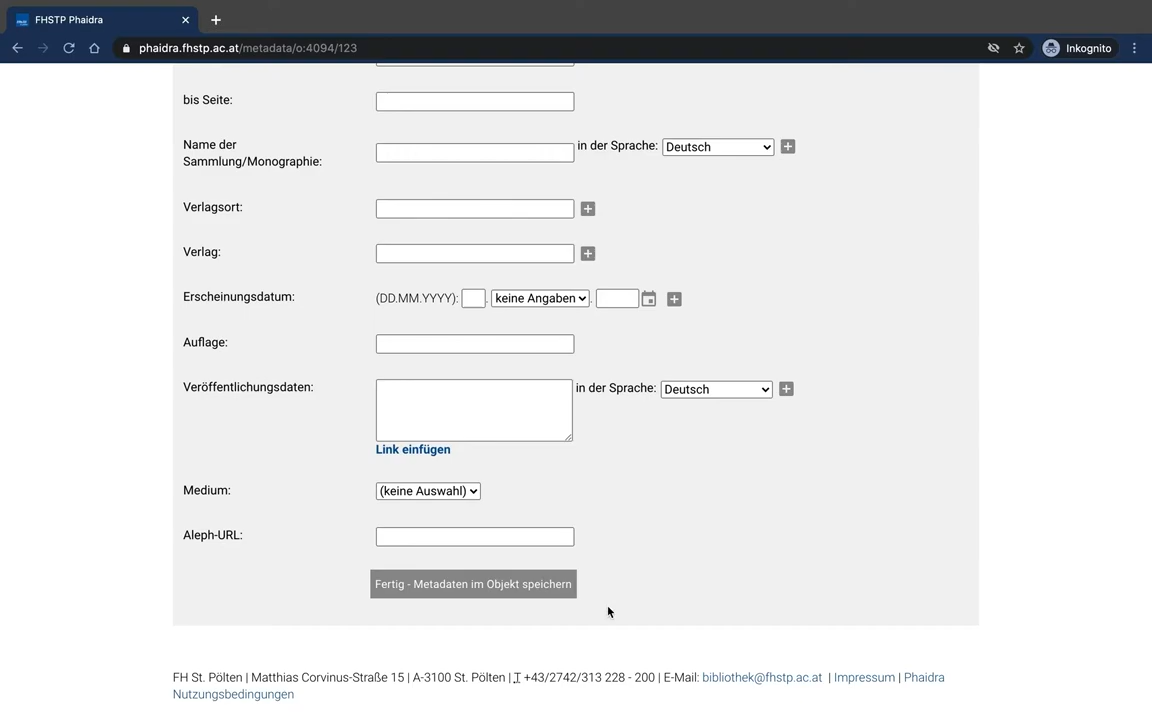 FHSTP Phaidra
phaidra.fhstp.ac.at/metadata/o:4094/123
Inkognito
bis Seite:
Name der
Sammlung/Monographie:
in der Sprache: Deutsch
Verlagsort:
Verlag:
Erscheinungsdatum: (DD.MM.YYYY): . keine Angaben .
Auflage:
Veröffentlichungsdaten: in der Sprache: Deutsch
Link einfügen
Medium: (keine Auswahl)
Aleph-URL:
Fertig - Metadaten im Objekt speichern
FH St. Pölten | Matthias Corvinus-Straße 15 | A-3100 St. Pölten | T +43/2742/313 228 - 200 | E-Mail: bibliothek@fhstp.ac.at | Impressum | Phaidra
Nutzungsbedingungen